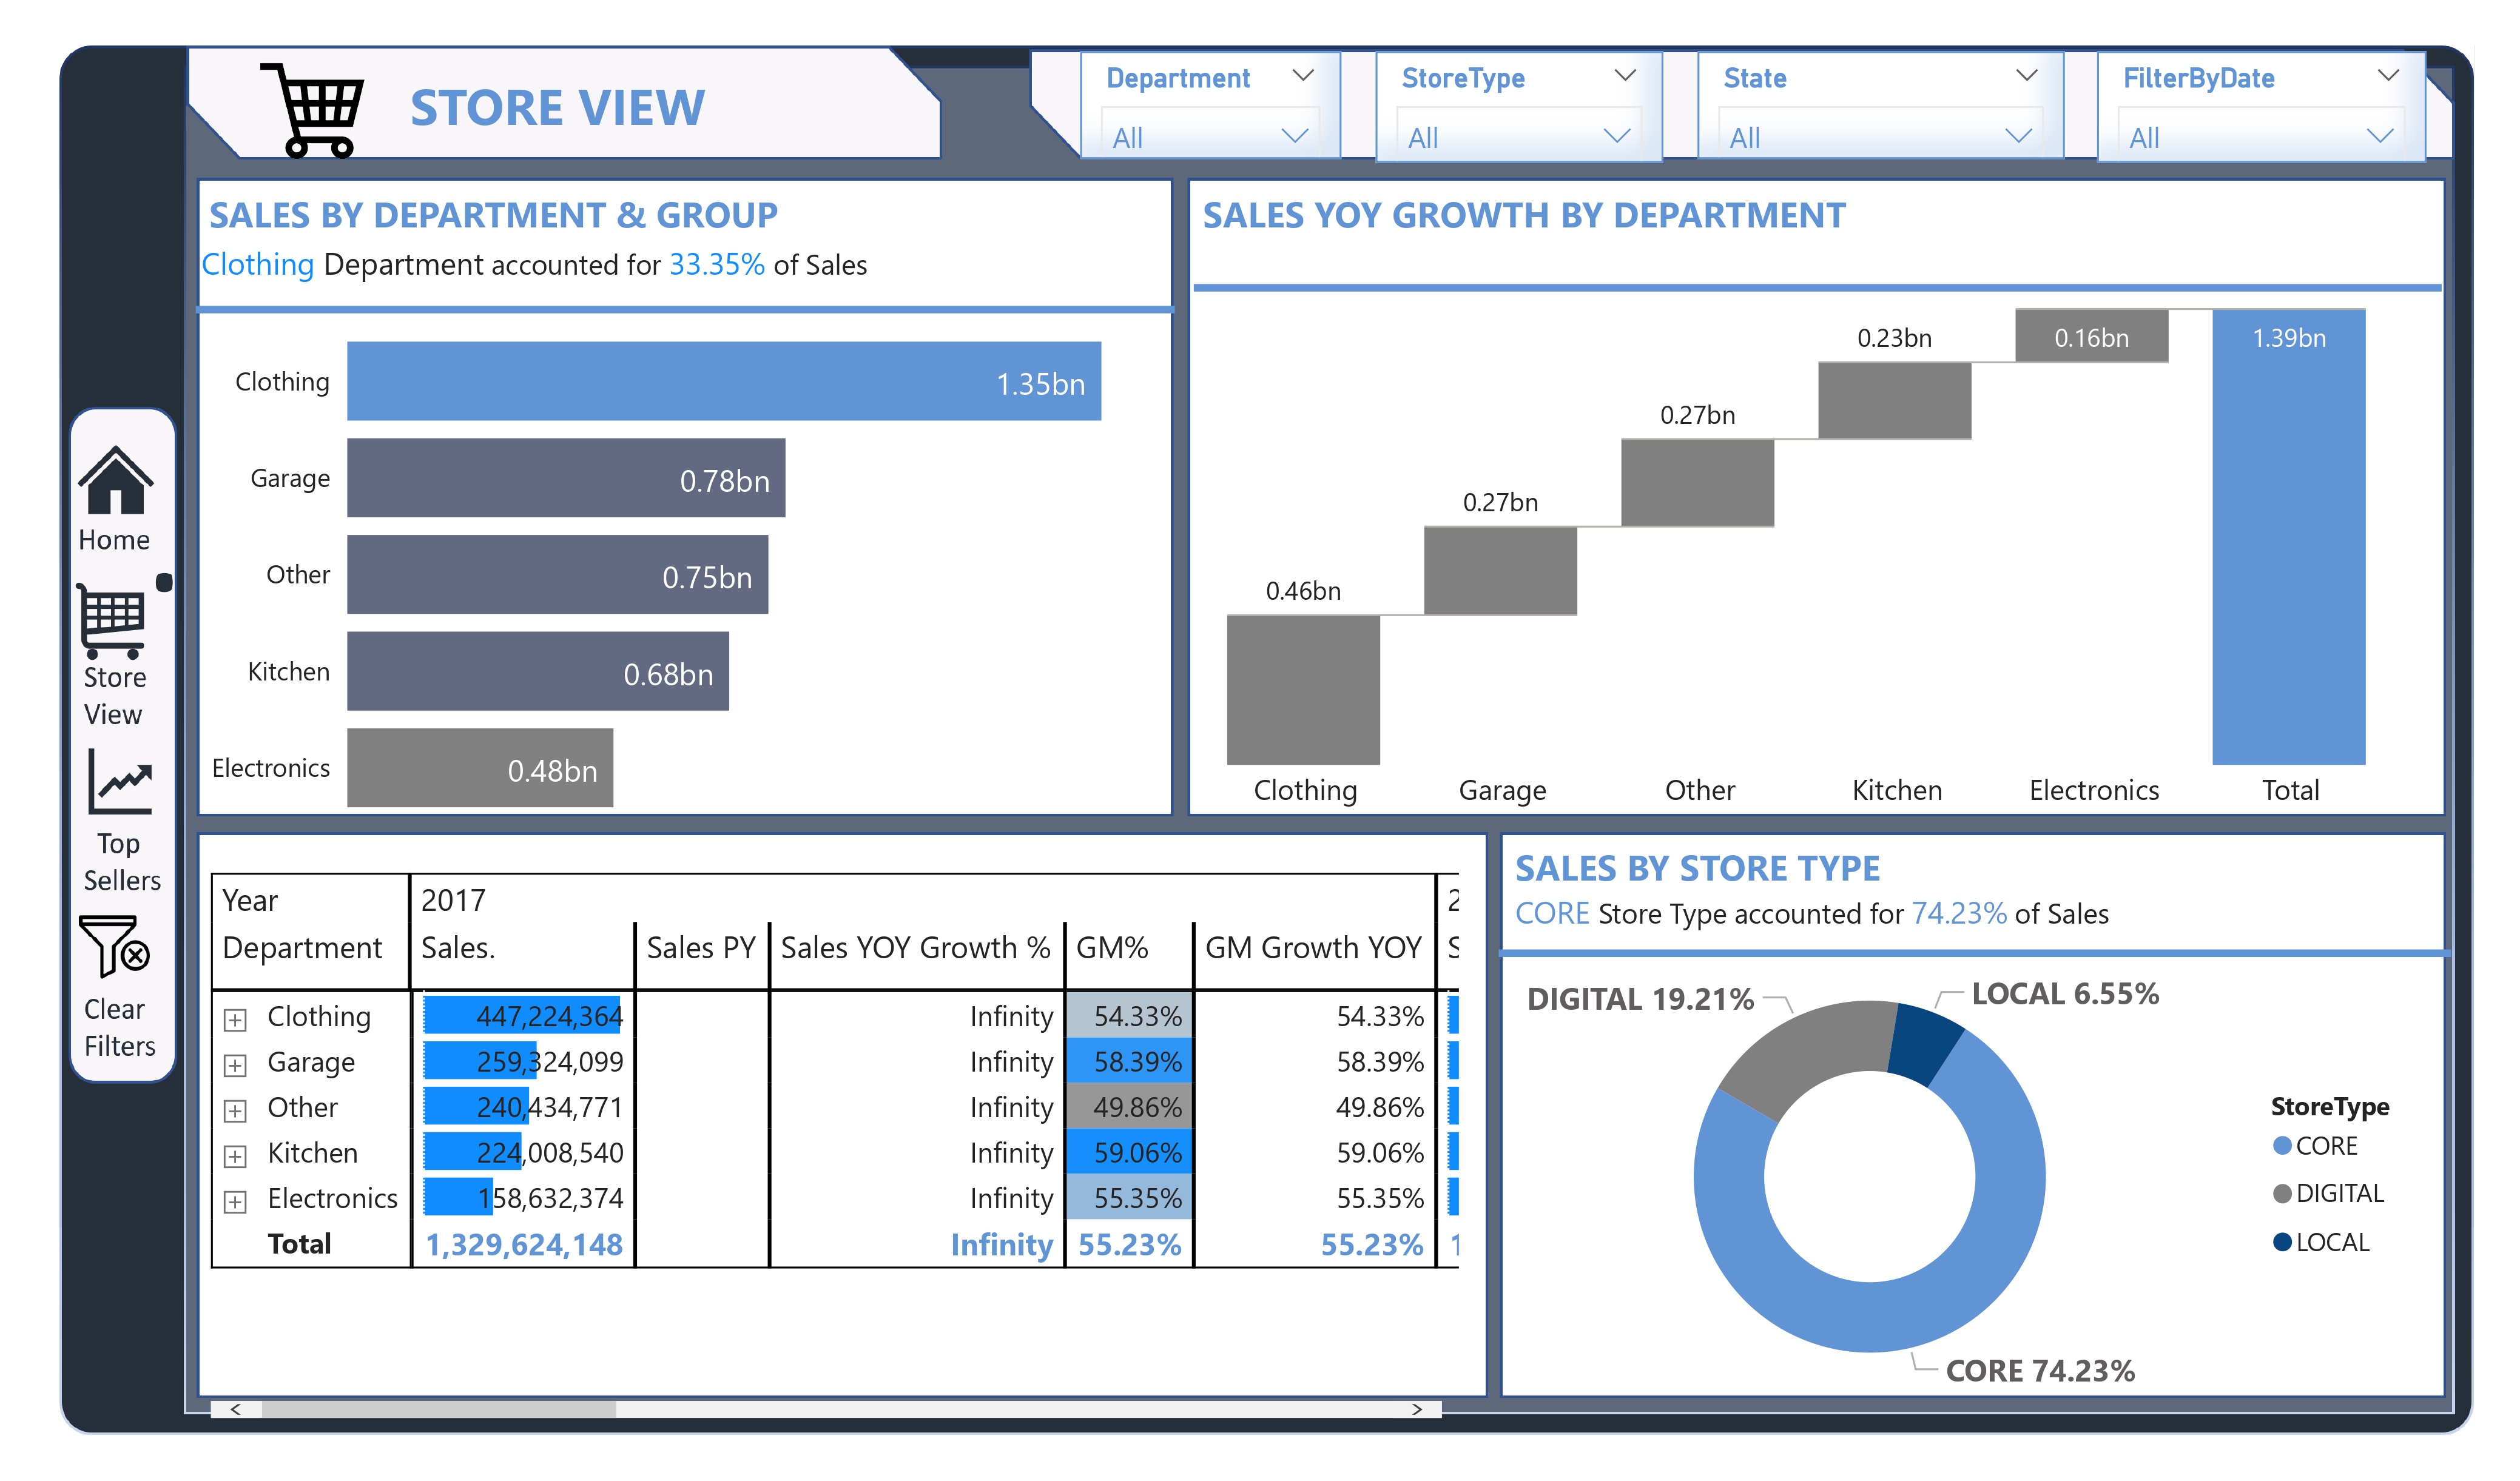 STORE VIEW
Department
All
StoreType
All
State
All
FilterByDate
All
Home
Store
View
Top
Sellers
Clear
Filters
SALES BY DEPARTMENT & GROUP
Clothing Department accounted for 33.35% of Sales
Clothing 1.35bn
Garage 0.78bn
Other 0.75bn
Kitchen 0.68bn
Electronics 0.48bn
SALES YOY GROWTH BY DEPARTMENT
0.46bn
0.27bn
0.27bn
0.23bn
0.16bn
1.39bn
Clothing Garage Other Kitchen Electronics Total
Year 2017 2
Department Sales. Sales PY Sales YOY Growth % GM% GM Growth YOY S
Clothing 447,224,364 Infinity 54.33% 54.33%
Garage 259,324,099 Infinity 58.39% 58.39%
Other 240,434,771 Infinity 49.86% 49.86%
Kitchen 224,008,540 Infinity 59.06% 59.06%
Electronics 158,632,374 Infinity 55.35% 55.35%
Total 1,329,624,148 Infinity 55.23% 55.23% 1
SALES BY STORE TYPE
CORE Store Type accounted for 74.23% of Sales
DIGITAL 19.21%
LOCAL 6.55%
CORE 74.23%
StoreType
CORE
DIGITAL
LOCAL